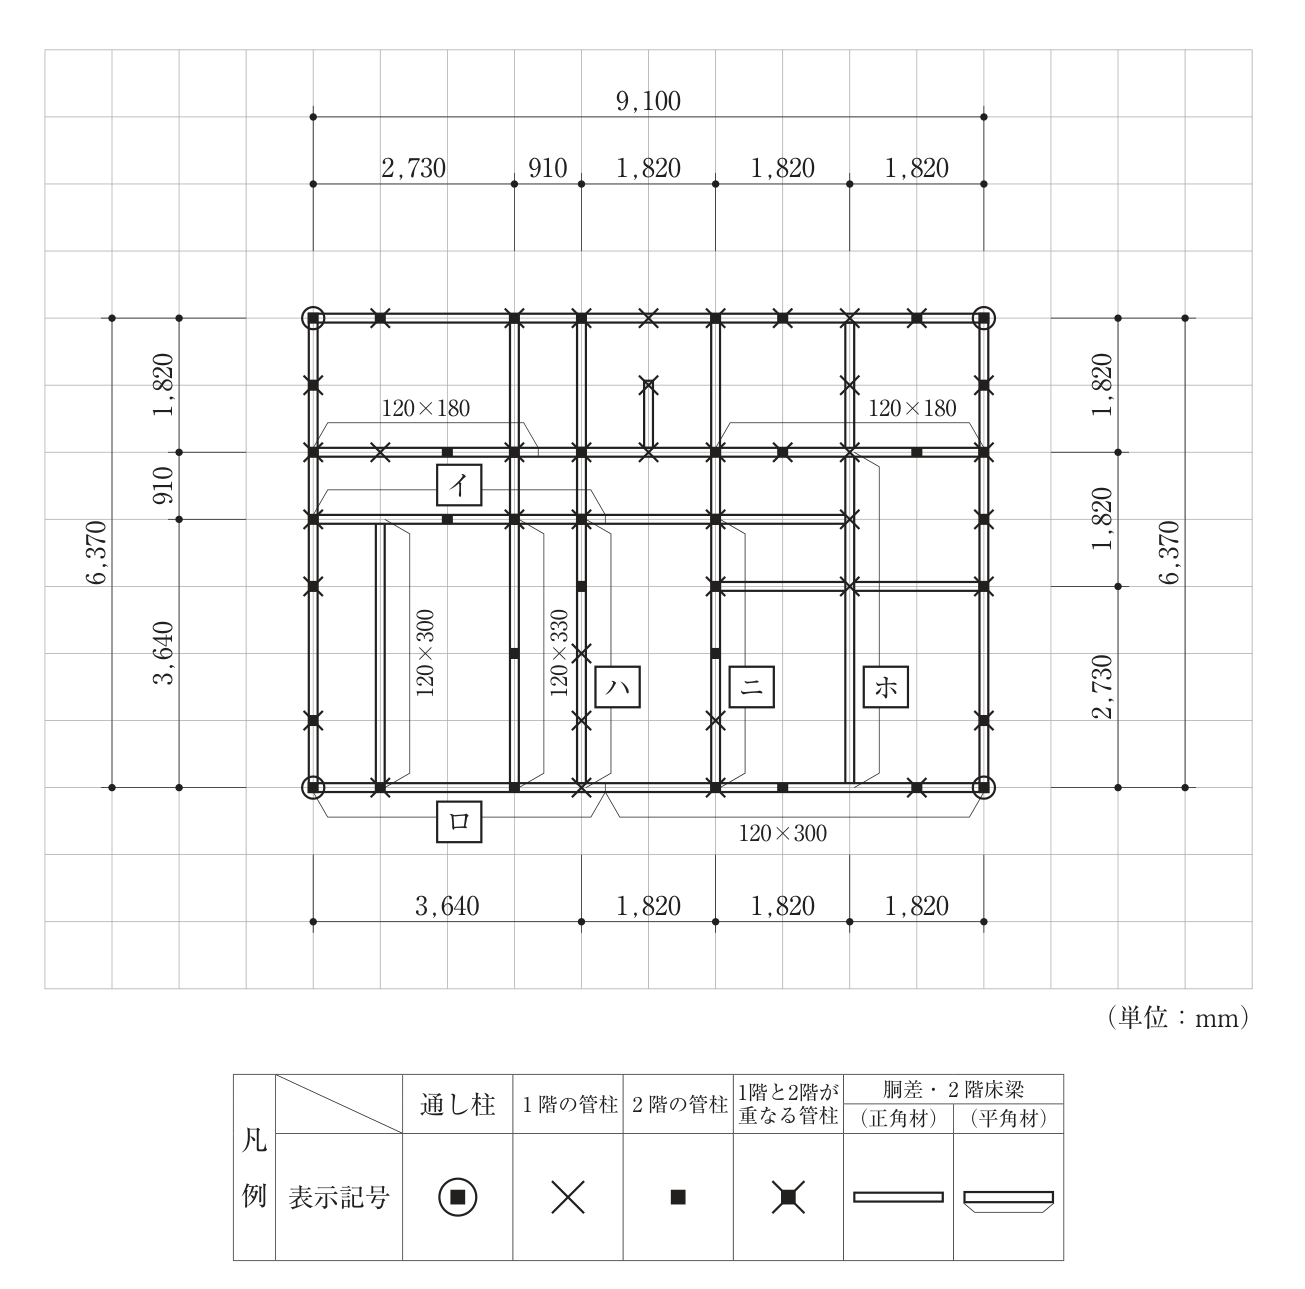 9,100
2,730 910 1,820 1,820 1,820
1,820
910
3,640
6,370
120×180
120×180
イ
120×300
120×330
ハ
ニ
ホ
ロ
120×300
1,820
1,820
2,730
6,370
3,640 1,820 1,820 1,820
（単位：mm）
凡例
通し柱
1階の管柱
2階の管柱
1階と2階が
重なる管柱
胴差・2階床梁
（正角材）
（平角材）
表示記号